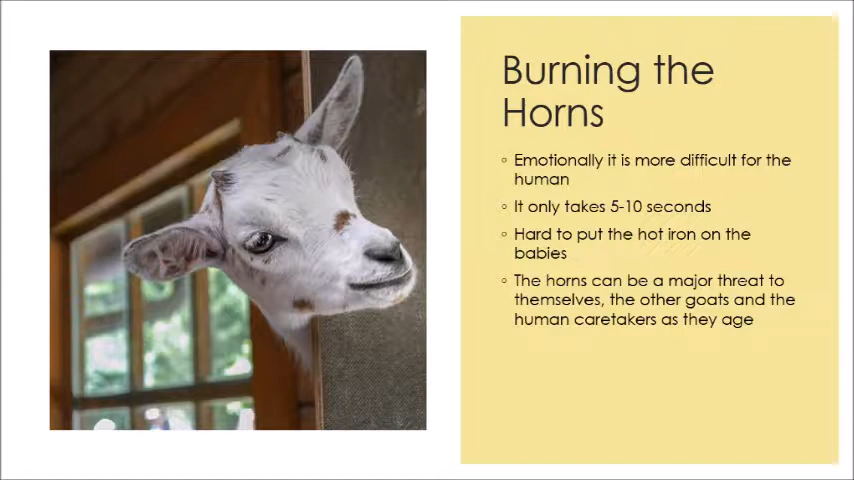 Burning the
Horns
◦ Emotionally it is more difficult for the
human
◦ It only takes 5-10 seconds
◦ Hard to put the hot iron on the
babies
◦ The horns can be a major threat to
themselves, the other goats and the
human caretakers as they age